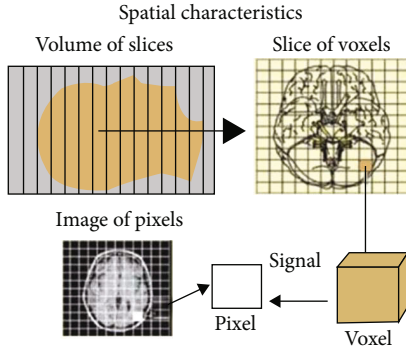 Spatial characteristics
Volume of slices
Slice of voxels
Image of pixels
Signal
Pixel
Voxel